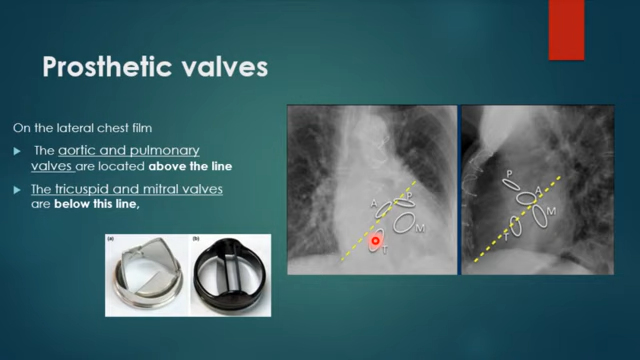 Prosthetic valves
On the lateral chest film
The aortic and pulmonary
valves are located above the line
The tricuspid and mitral valves
are below this line,
(a)
(b)
A
P
M
T
P
A
M
T